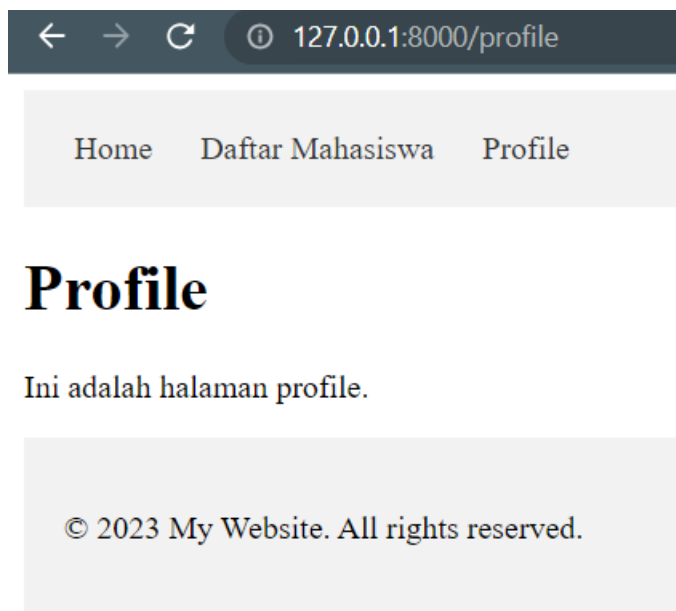 127.0.0.1:8000/profile
Home Daftar Mahasiswa Profile
Profile
Ini adalah halaman profile.
© 2023 My Website. All rights reserved.